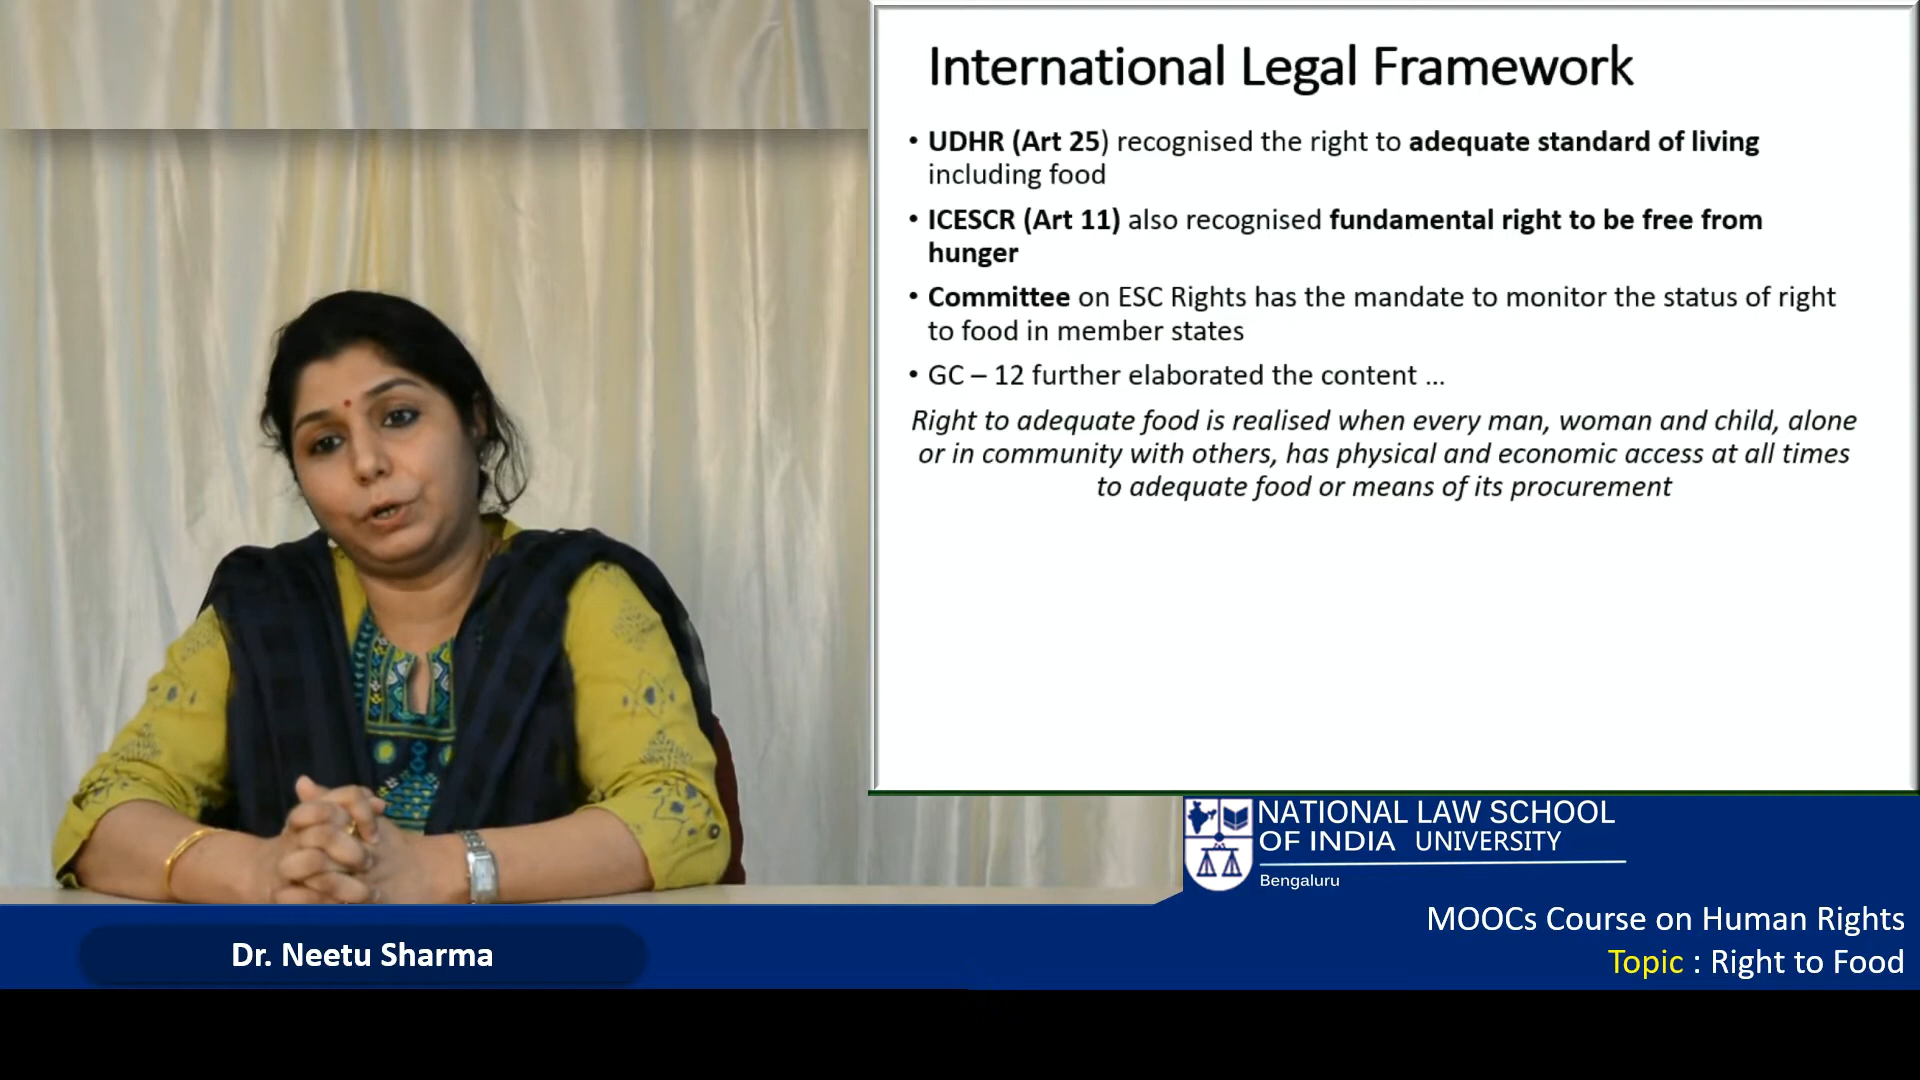 International Legal Framework
• UDHR (Art 25) recognised the right to adequate standard of living
including food
• ICESCR (Art 11) also recognised fundamental right to be free from
hunger
• Committee on ESC Rights has the mandate to monitor the status of right
to food in member states
• GC – 12 further elaborated the content ...
Right to adequate food is realised when every man, woman and child, alone
or in community with others, has physical and economic access at all times
to adequate food or means of its procurement
NATIONAL LAW SCHOOL
OF INDIA UNIVERSITY
Bengaluru
MOOCs Course on Human Rights
Topic : Right to Food
Dr. Neetu Sharma